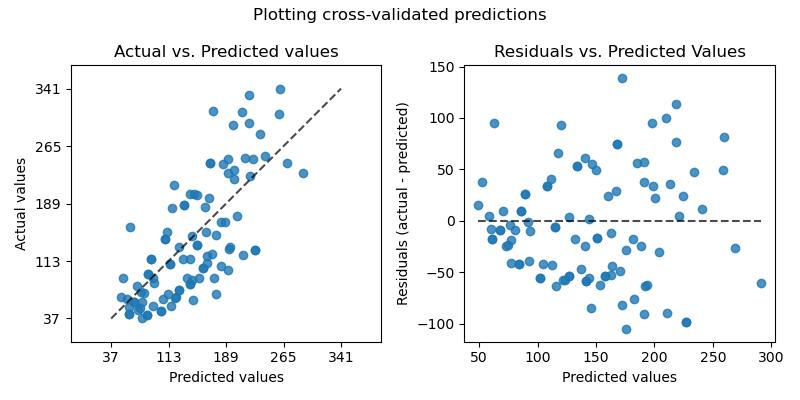 Plotting cross-validated predictions
Actual vs. Predicted values
Actual values
341
265
189
113
37
37 113 189 265 341
Predicted values
Residuals vs. Predicted Values
Residuals (actual - predicted)
150
100
50
0
−50
−100
50 100 150 200 250 300
Predicted values